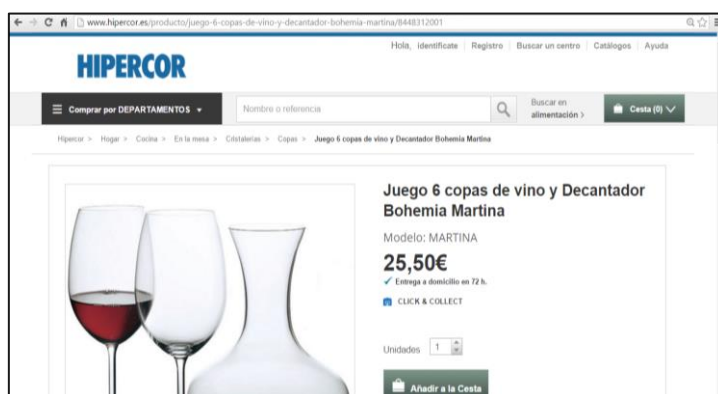 www.hipercor.es/producto/juego-6-copas-de-vino-y-decantador-bohemia-martina/8448312001
Hola, identifícate | Registro | Buscar un centro | Catálogos | Ayuda
HIPERCOR
Comprar por DEPARTAMENTOS
Nombre o referencia
Buscar en
alimentación >
Cesta (0)
Hipercor > Hogar > Cocina > En la mesa > Cristalerías > Copas > Juego 6 copas de vino y Decantador Bohemia Martina
Juego 6 copas de vino y Decantador
Bohemia Martina
Modelo: MARTINA
25,50€
Entrega a domicilio en 72 h.
CLICK & COLLECT
Unidades 1
Añadir a la Cesta